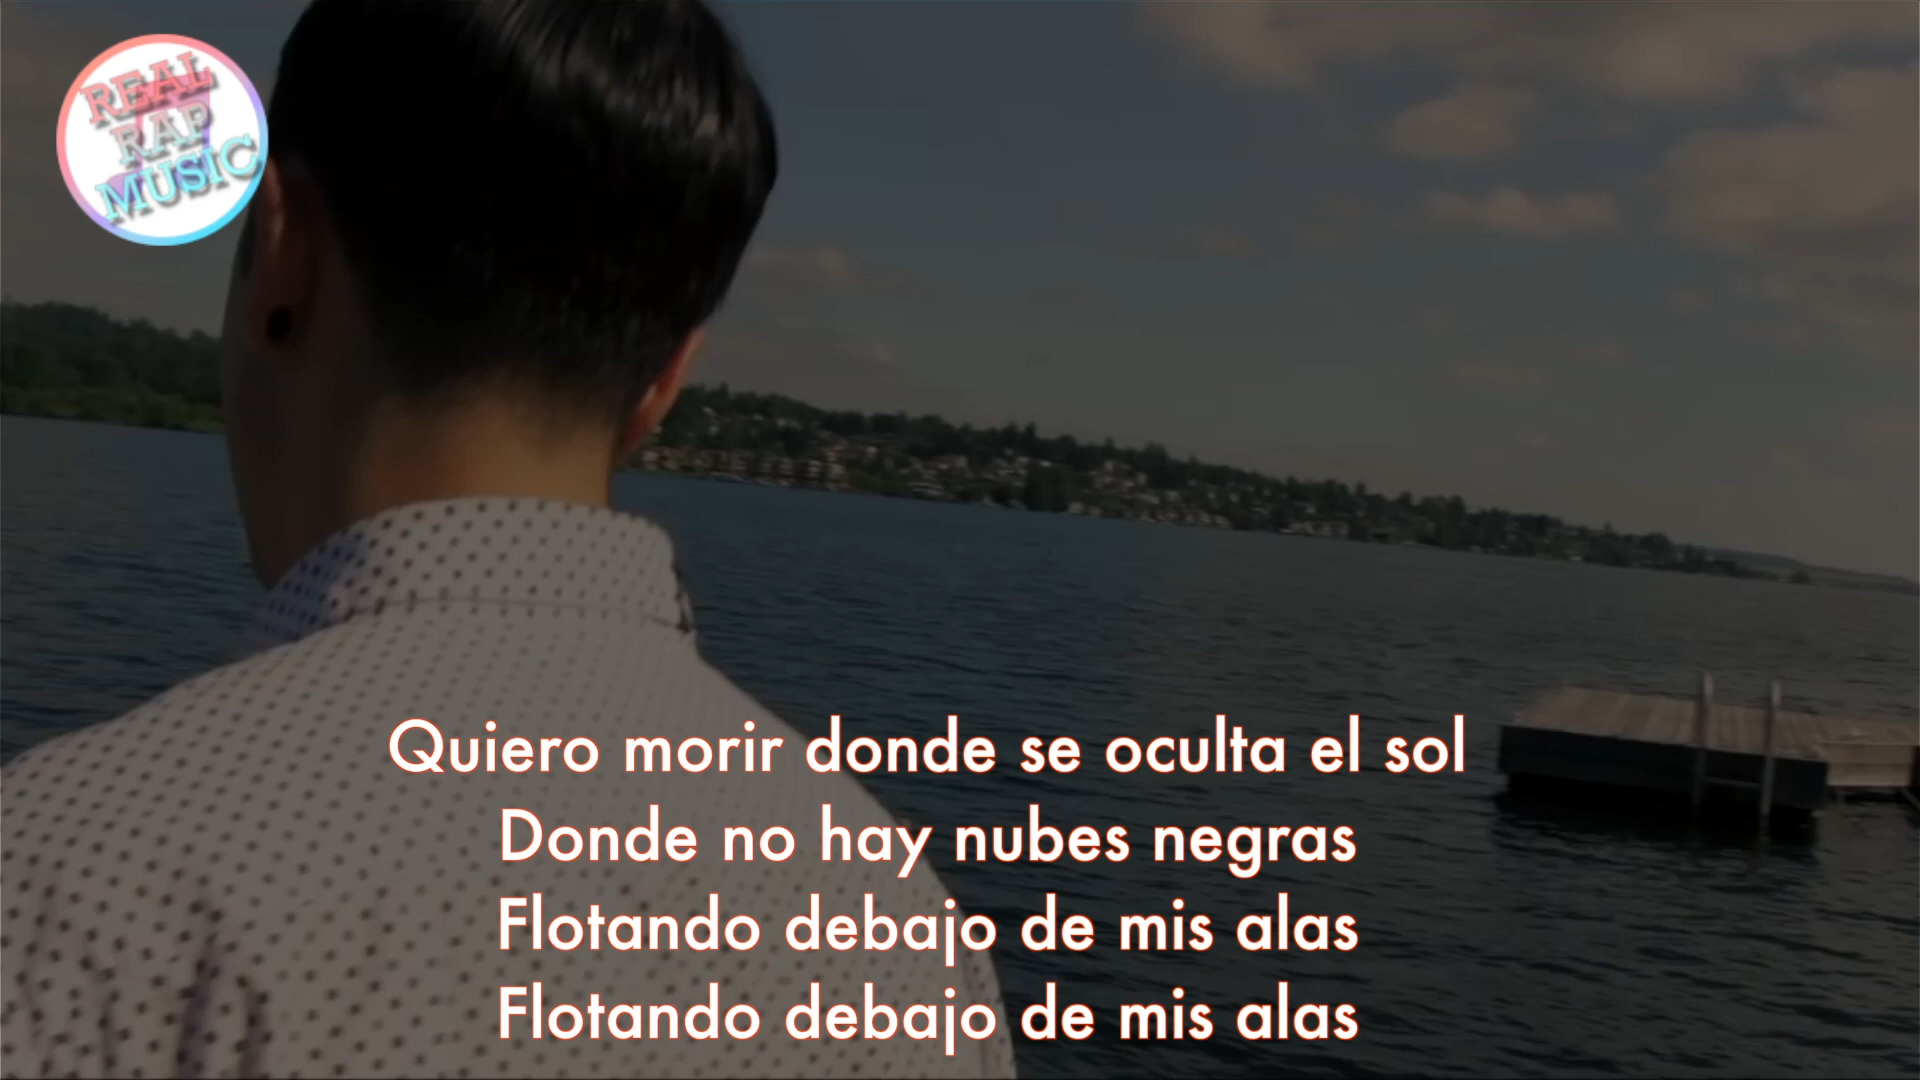 REAL
RAP
MUSIC
Quiero morir donde se oculta el sol
Donde no hay nubes negras
Flotando debajo de mis alas
Flotando debajo de mis alas